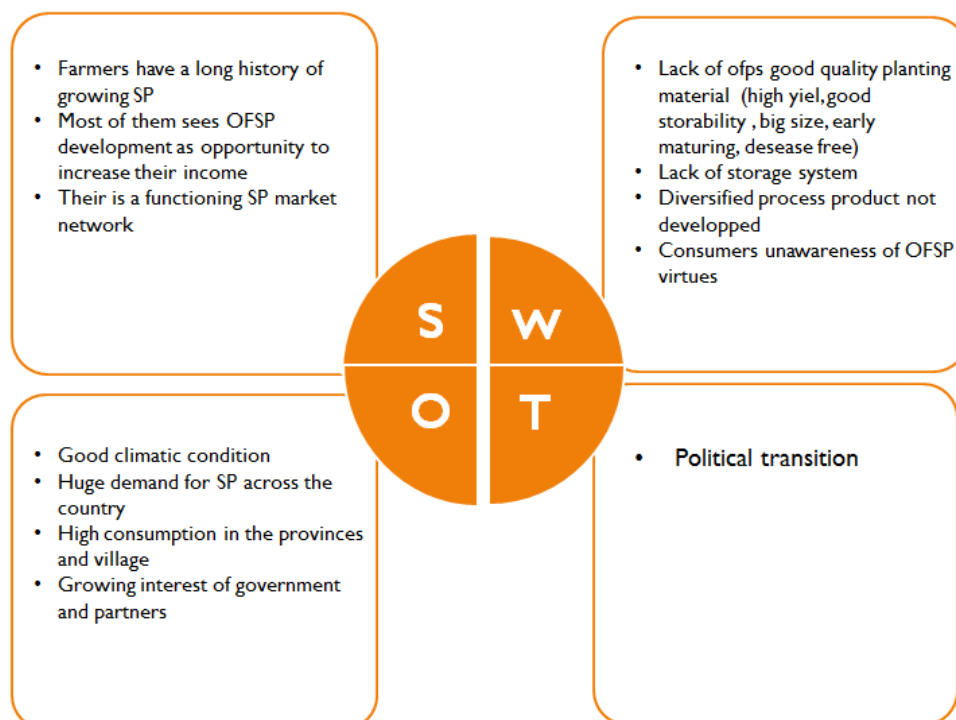 • Farmers have a long history of
growing SP
• Most of them sees OFSP
development as opportunity to
increase their income
• Their is a functioning SP market
network
• Lack of ofps good quality planting
material (high yiel,good
storability , big size, early
maturing, desease free)
• Lack of storage system
• Diversified process product not
developped
• Consumers unawareness of OFSP
virtues
S W
O T
• Good climatic condition
• Huge demand for SP across the
country
• High consumption in the provinces
and village
• Growing interest of government
and partners
• Political transition